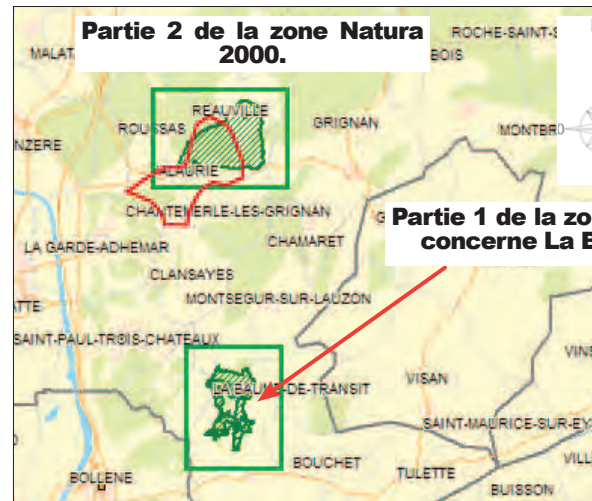 Partie 2 de la zone Natura
2000.
ROCHE-SAINT-S
BOIS
MALAT
REAUVILLE
ROUSSAS
GRIGNAN
MONTBR
NZERE
ALAURIE
CHANTEMERLE-LES-GRIGNAN
Partie 1 de la zo
concerne La B
LA GARDE-ADHEMAR
CHAMARET
CLANSAYES
MONTSEGUR-SUR-LAUZON
ATTE
SAINT-PAUL-TROIS-CHATEAUX
VINS
LA BAUME-DE-TRANSIT
VISAN
SAINT-MAURICE-SUR-EY
BOUCHET
VILL
TULETTE
BOLLENE
BUISSON